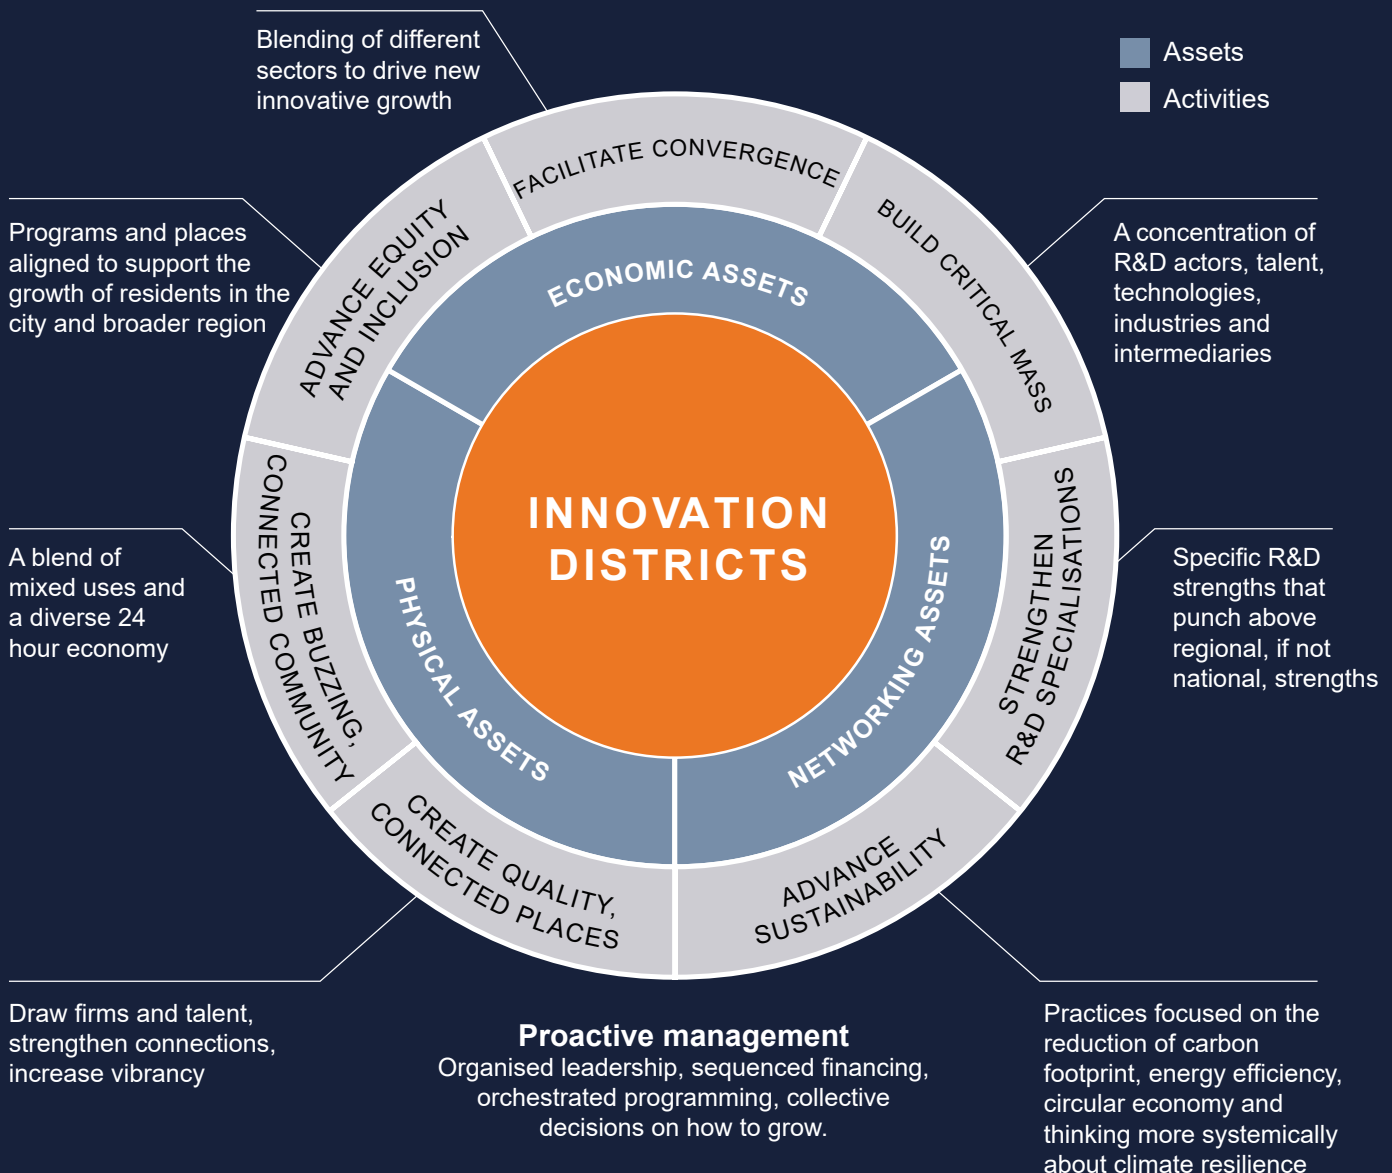 Blending of different
sectors to drive new
innovative growth
Assets
Activities
Programs and places
aligned to support the
growth of residents in the
city and broader region
A concentration of
R&D actors, talent,
technologies,
industries and
intermediaries
FACILITATE CONVERGENCE
BUILD CRITICAL MASS
ADVANCE EQUITY
AND INCLUSION
ECONOMIC ASSETS
INNOVATION
DISTRICTS
PHYSICAL ASSETS
NETWORKING ASSETS
CREATE BUZZING,
CONNECTED COMMUNITY
STRENGTHEN
R&D SPECIALISATIONS
A blend of
mixed uses and
a diverse 24
hour economy
Specific R&D
strengths that
punch above
regional, if not
national, strengths
CREATE QUALITY,
CONNECTED PLACES
ADVANCE
SUSTAINABILITY
Draw firms and talent,
strengthen connections,
increase vibrancy
Proactive management
Organised leadership, sequenced financing,
orchestrated programming, collective
decisions on how to grow.
Practices focused on the
reduction of carbon
footprint, energy efficiency,
circular economy and
thinking more systemically
about climate resilience